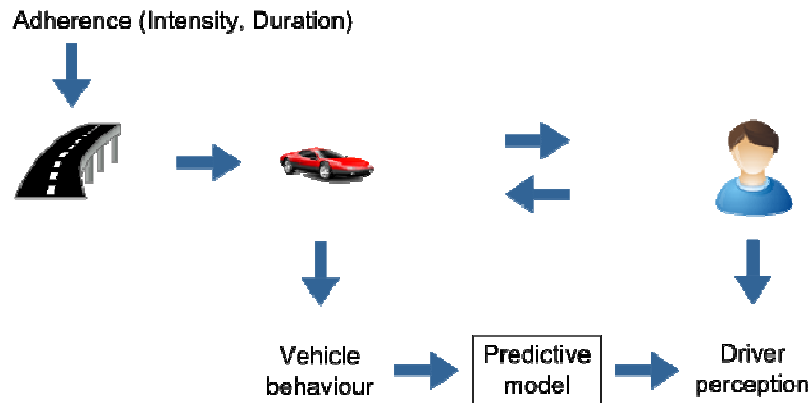 Adherence (Intensity, Duration)
Vehicle
behaviour
Predictive
model
Driver
perception